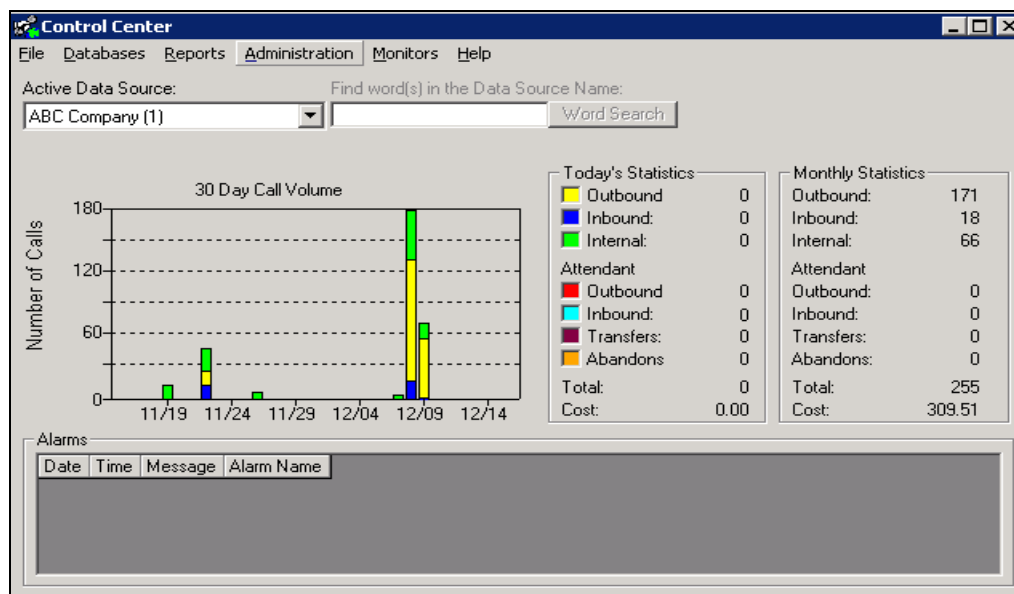 Control Center
File Databases Reports Administration Monitors Help
Active Data Source:
Find word(s) in the Data Source Name:
ABC Company (1)
Word Search
30 Day Call Volume
Number of Calls
180
120
60
0
11/19 11/24 11/29 12/04 12/09 12/14
Today's Statistics
Outbound 0
Inbound: 0
Internal: 0
Attendant
Outbound 0
Inbound: 0
Transfers: 0
Abandons 0
Total: 0
Cost: 0.00
Monthly Statistics
Outbound: 171
Inbound: 18
Internal: 66
Attendant
Outbound: 0
Inbound: 0
Transfers: 0
Abandons: 0
Total: 255
Cost: 309.51
Alarms
Date Time Message Alarm Name